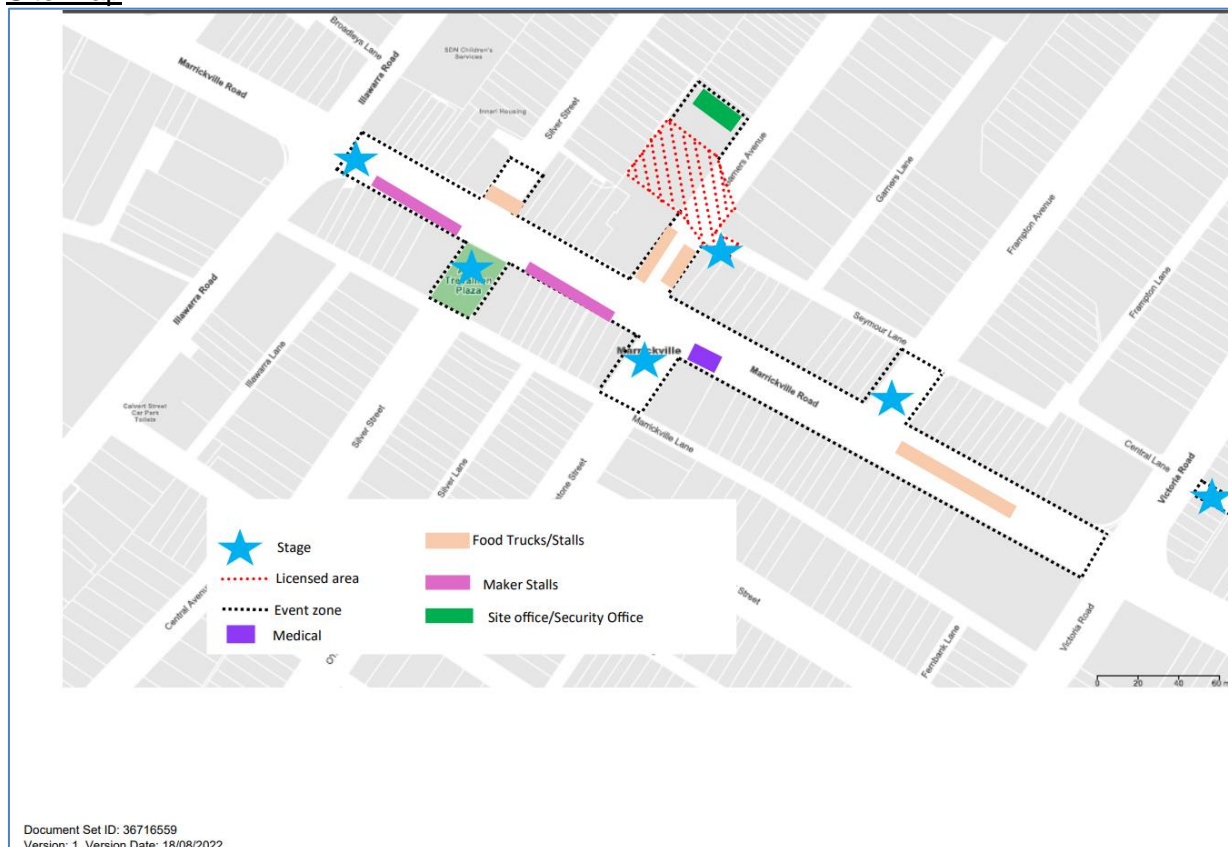 Broadleys Lane
SDN Children's
Services
Marrickville Road
Illawarra Road
Innari Housing
Silver Street
Garners Avenue
Garners Lane
Frampton Avenue
Frampton Lane
Plaza
Illawarra Road
Seymour Lane
Marrickville
Marrickville Road
Illawarra Lane
Calvert Street
Car Park
Toilets
Silver Street
Marrickville Lane
Central Lane
Victoria Road
Silver Lane
Stage
Food Trucks/Stalls
Licensed area
Maker Stalls
Event zone
Site office/Security Office
Medical
Street
Victoria Road
Fernbank Lane
0 20 40 60 m
Document Set ID: 36716559
Version: 1, Version Date: 18/08/2022